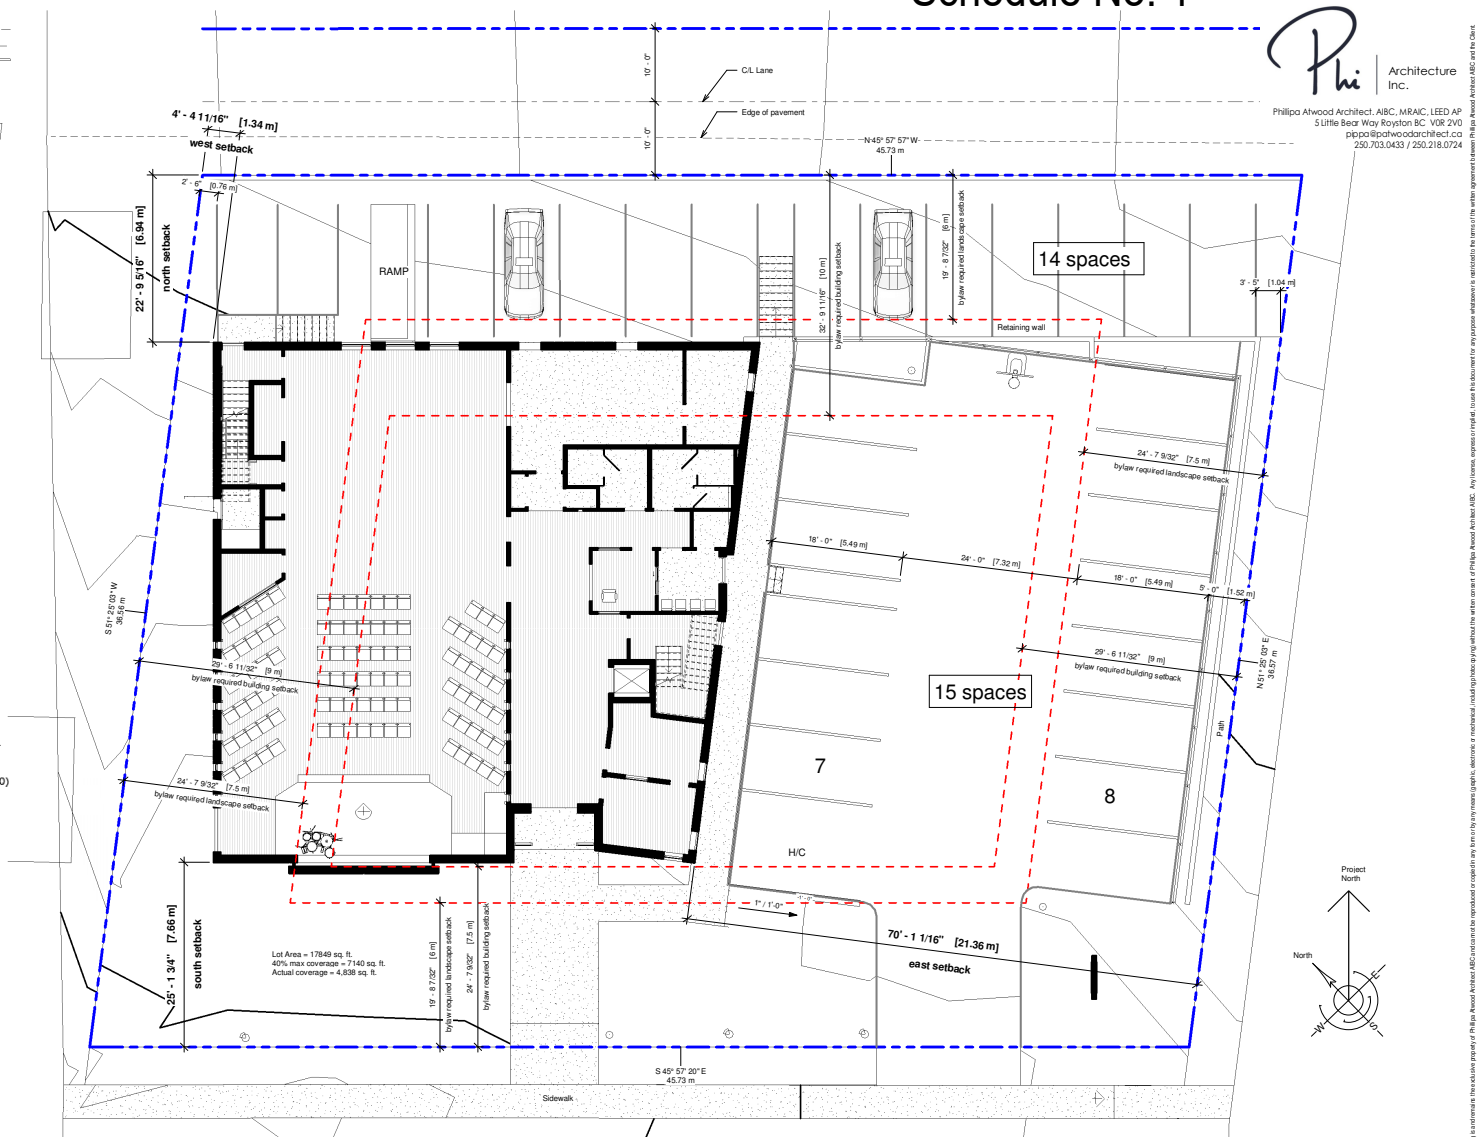 Schedule No. 1
Phi
Architecture
Inc.
Phillipa Atwood Architect. AIBC, MRAIC, LEED AP
5 Little Bear Way Royston BC V0R 2V0
pippa@patwoodarchitect.ca
250.703.0433 / 250.218.0724
10' - 0"
C/L Lane
Edge of pavement
10' - 0"
4' - 4 11/16" [1.34 m]
west setback
N 45° 57' 57" W
45.73 m
2' - 6" [0.76 m]
22' - 9 5/16" [6.94 m]
north setback
RAMP
32' - 9 11/16" [10 m]
bylaw required building setback
19' - 8 7/32" [6 m]
bylaw required landscape setback
14 spaces
3' - 5" [1.04 m]
Retaining wall
24' - 7 9/32" [7.5 m]
bylaw required landscape setback
18' - 0" [5.49 m]
24' - 0" [7.32 m]
18' - 0" [5.49 m]
5' - 0" [1.52 m]
S 51° 25' 03" W
36.56 m
29' - 6 11/32" [9 m]
bylaw required building setback
29' - 6 11/32" [9 m]
bylaw required building setback
N 51° 25' 03" E
36.57 m
15 spaces
Path
7
8
24' - 7 9/32" [7.5 m]
bylaw required landscape setback
H/C
1" / 1'-0"
25' - 1 3/4" [7.66 m]
south setback
Lot Area = 17849 sq. ft.
40% max coverage = 7140 sq. ft.
Actual coverage = 4,838 sq. ft.
19' - 8 7/32" [6 m]
bylaw required landscape setback
24' - 7 9/32" [7.5 m]
bylaw required building setback
70' - 1 1/16" [21.36 m]
east setback
Project
North
North
N
E
W
S
S 45° 57' 20" E
45.73 m
Sidewalk